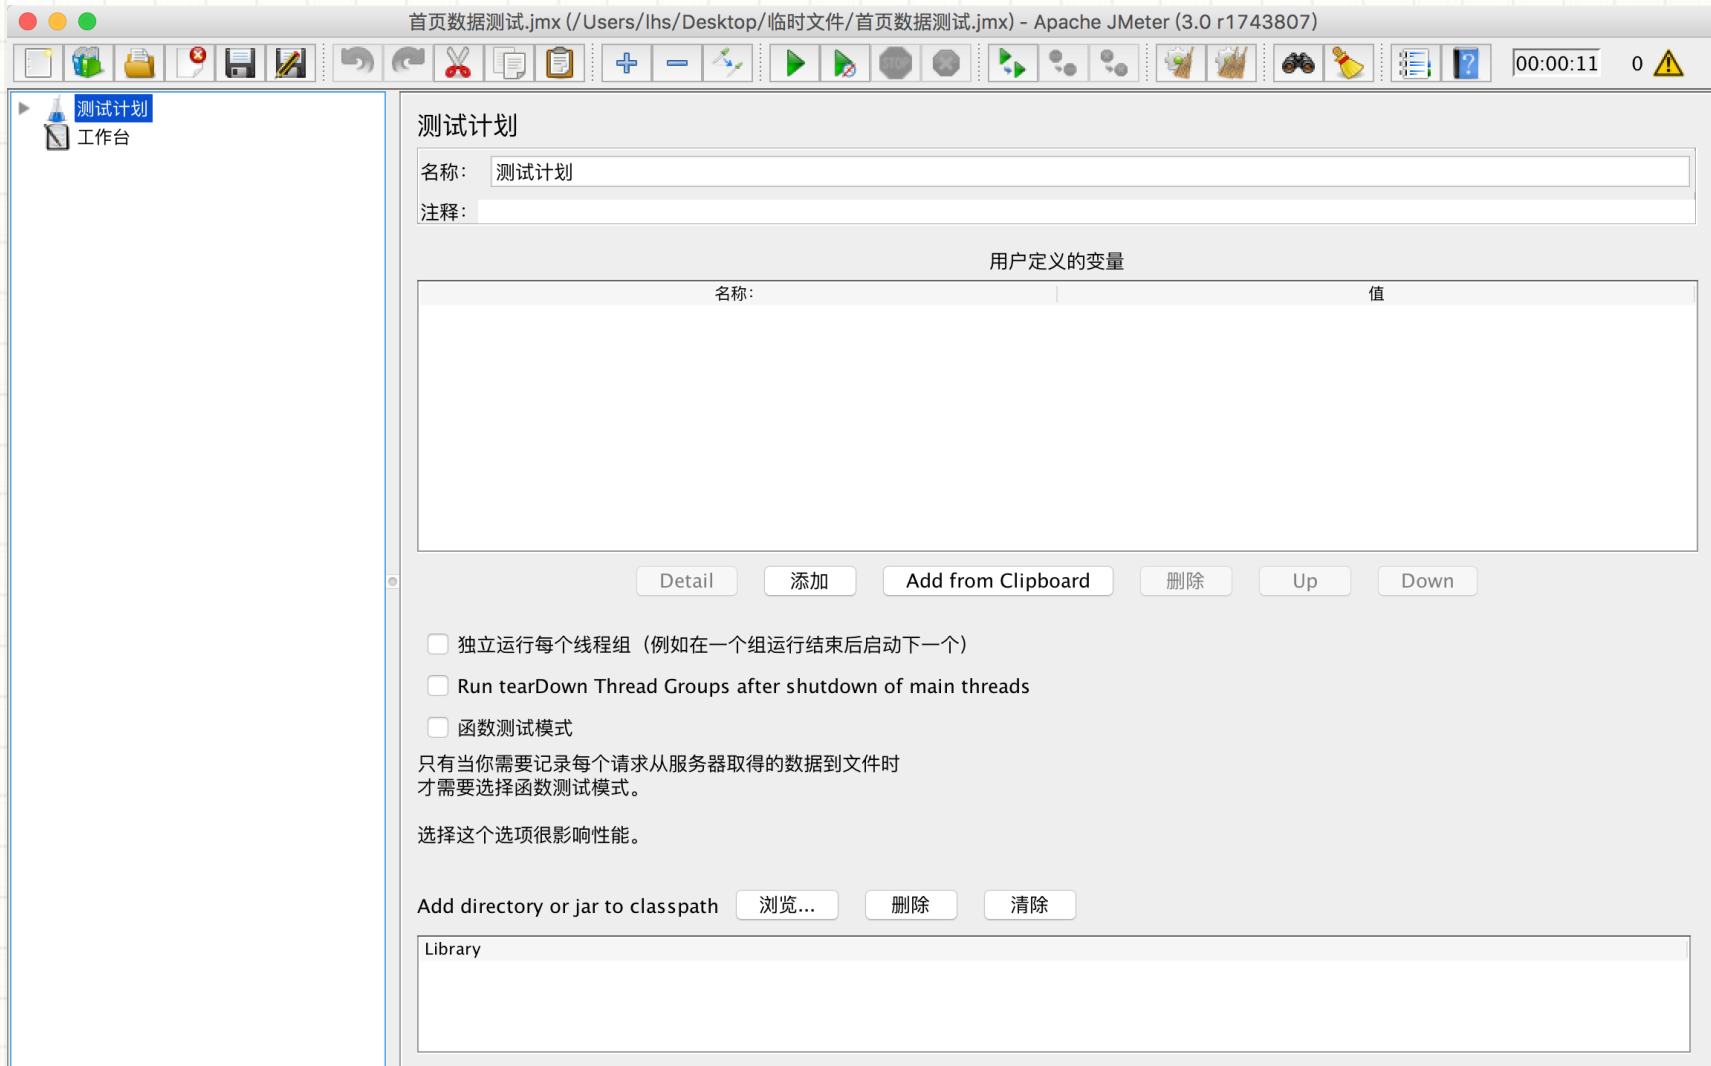 首页数据测试.jmx (/Users/lhs/Desktop/临时文件/首页数据测试.jmx) - Apache JMeter (3.0 r1743807)
STOP
?
00:00:11
0
测试计划
工作台
测试计划
名称：
测试计划
注释：
用户定义的变量
名称：
值
Detail
添加
Add from Clipboard
删除
Up
Down
独立运行每个线程组（例如在一个组运行结束后启动下一个）
Run tearDown Thread Groups after shutdown of main threads
函数测试模式
只有当你需要记录每个请求从服务器取得的数据到文件时
才需要选择函数测试模式。
选择这个选项很影响性能。
Add directory or jar to classpath
浏览...
删除
清除
Library